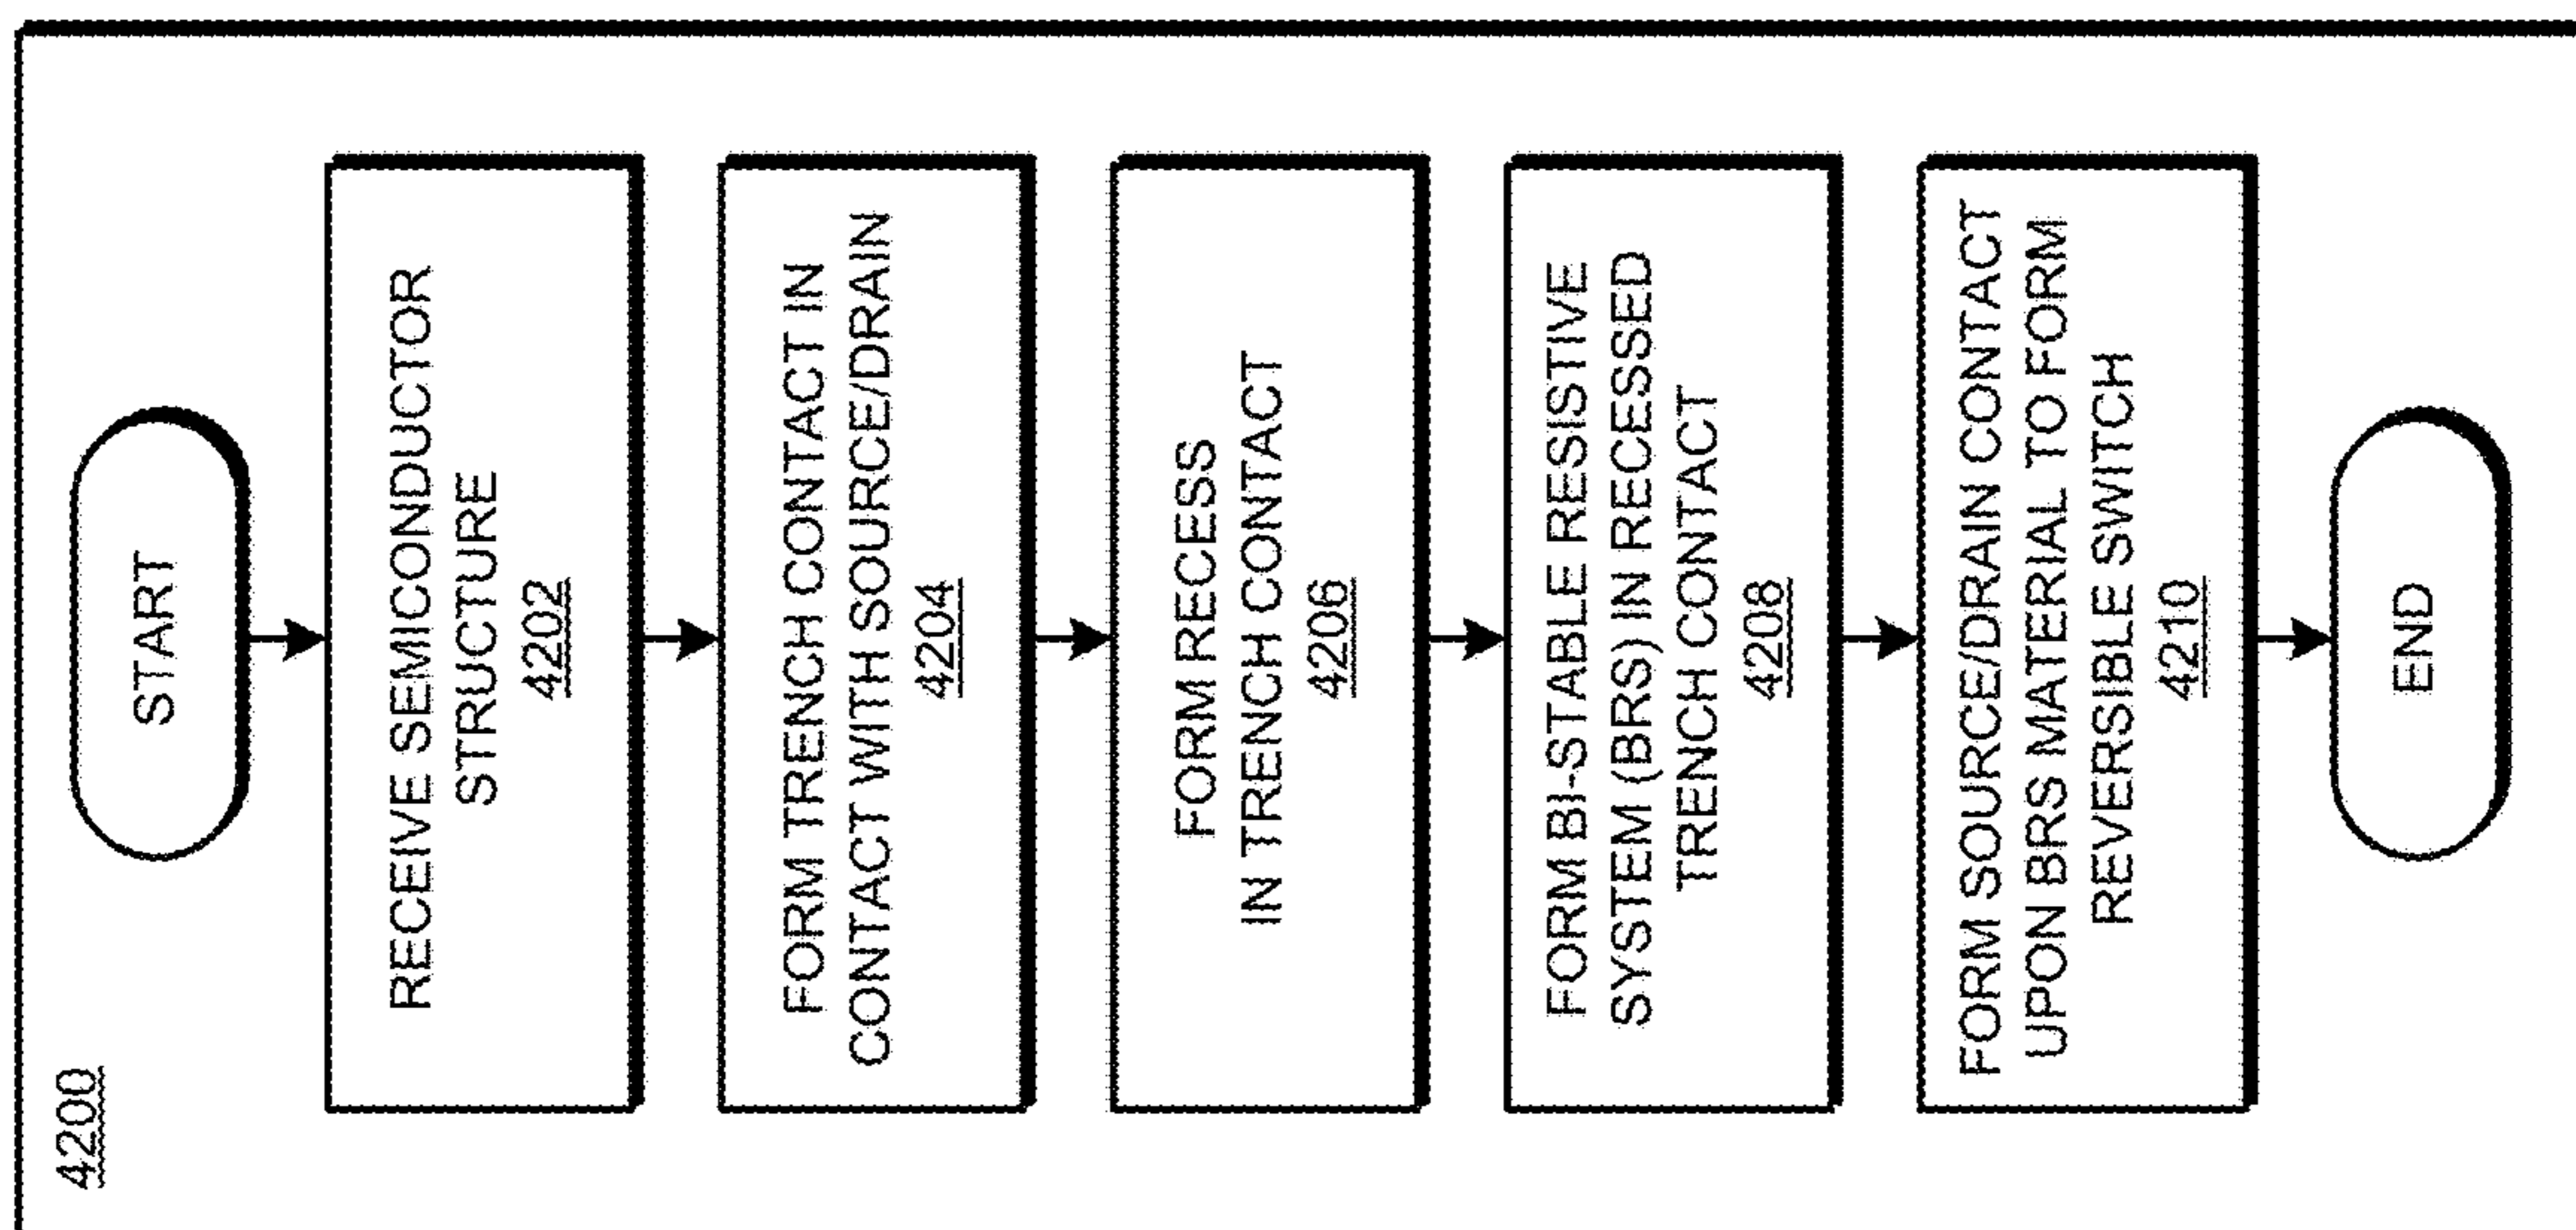 4200
START
RECEIVE SEMICONDUCTOR
STRUCTURE
4202
FORM TRENCH CONTACT IN
CONTACT WITH SOURCE/DRAIN
4204
FORM RECESS
IN TRENCH CONTACT
4206
FORM BI-STABLE RESISTIVE
SYSTEM (BRS) IN RECESSED
TRENCH CONTACT
4208
FORM SOURCE/DRAIN CONTACT
UPON BRS MATERIAL TO FORM
REVERSIBLE SWITCH
4210
END